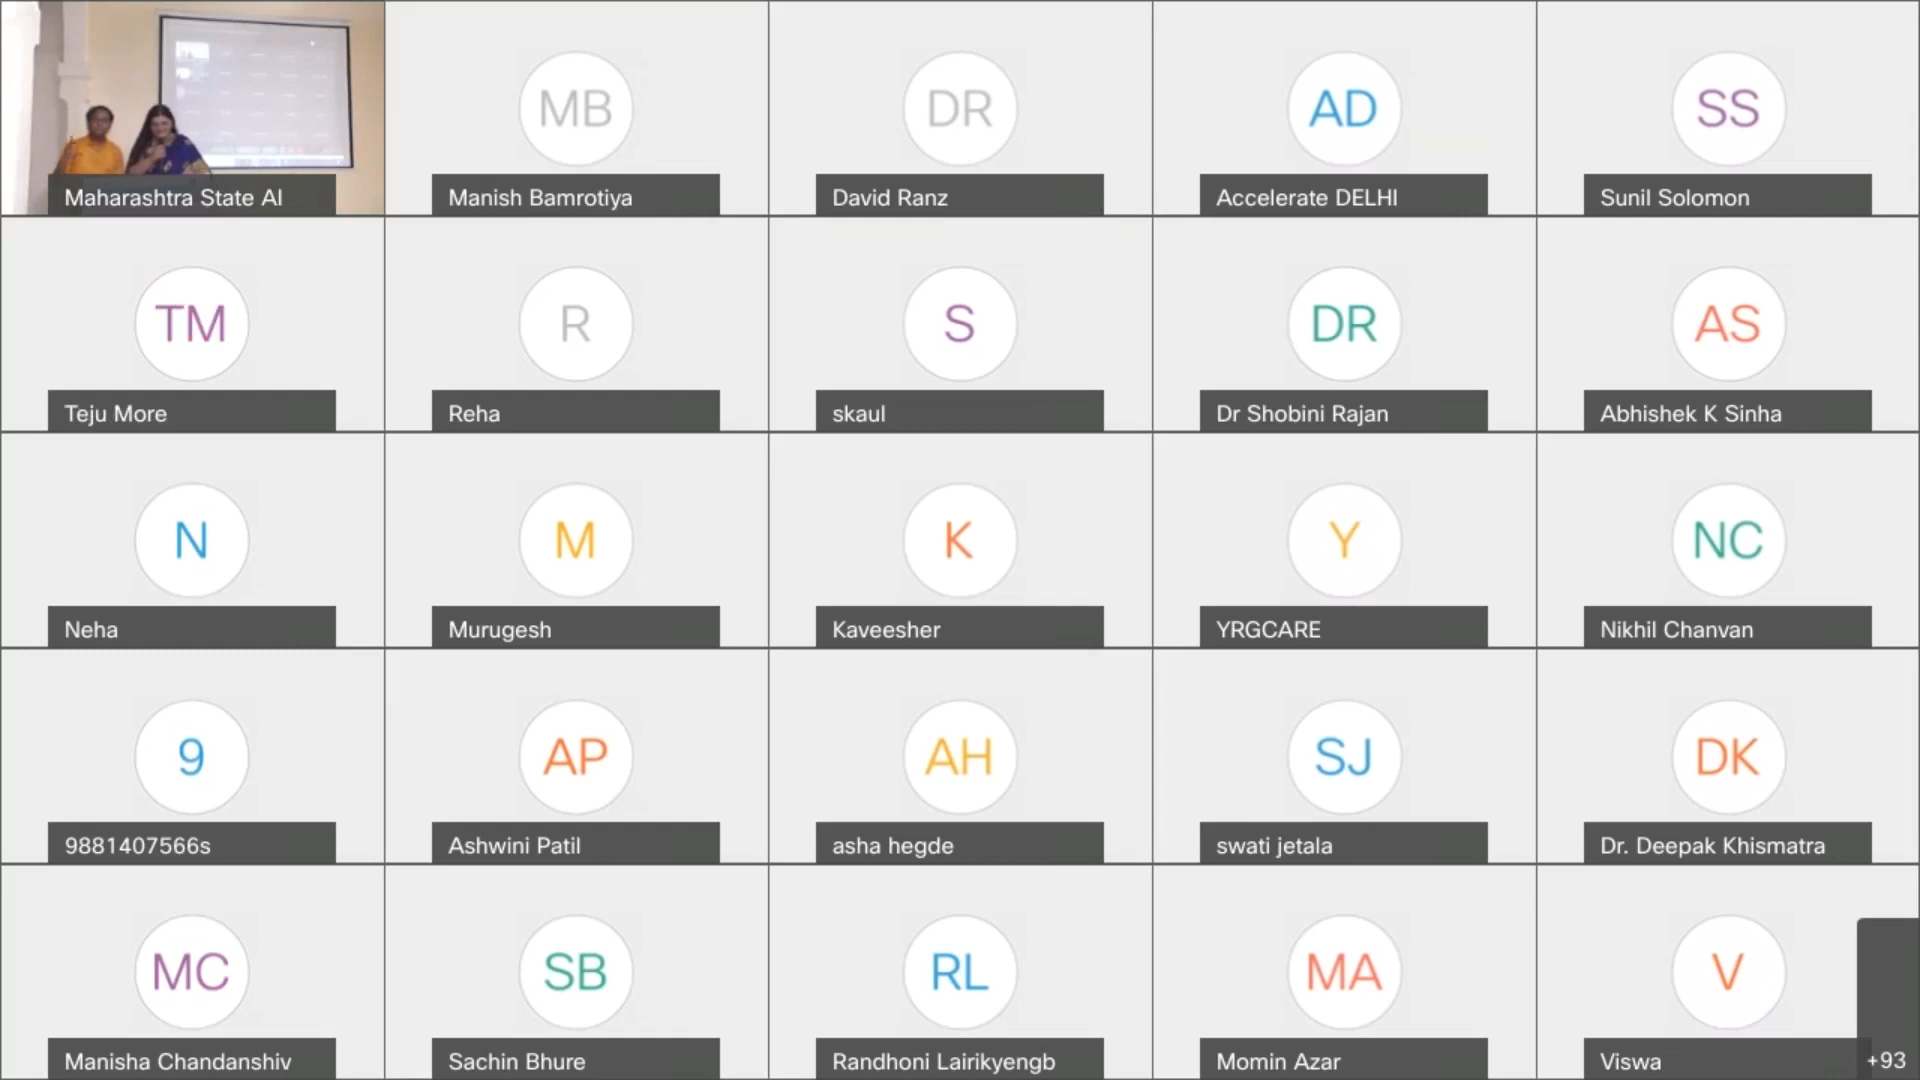 Maharashtra State AI
MB
Manish Bamrotiya
DR
David Ranz
AD
Accelerate DELHI
SS
Sunil Solomon
TM
Teju More
R
Reha
S
skaul
DR
Dr Shobini Rajan
AS
Abhishek K Sinha
N
Neha
M
Murugesh
K
Kaveesher
Y
YRGCARE
NC
Nikhil Chanvan
9
9881407566s
AP
Ashwini Patil
AH
asha hegde
SJ
swati jetala
DK
Dr. Deepak Khismatra
MC
Manisha Chandanshiv
SB
Sachin Bhure
RL
Randhoni Lairikyengb
MA
Momin Azar
V
Viswa
+93